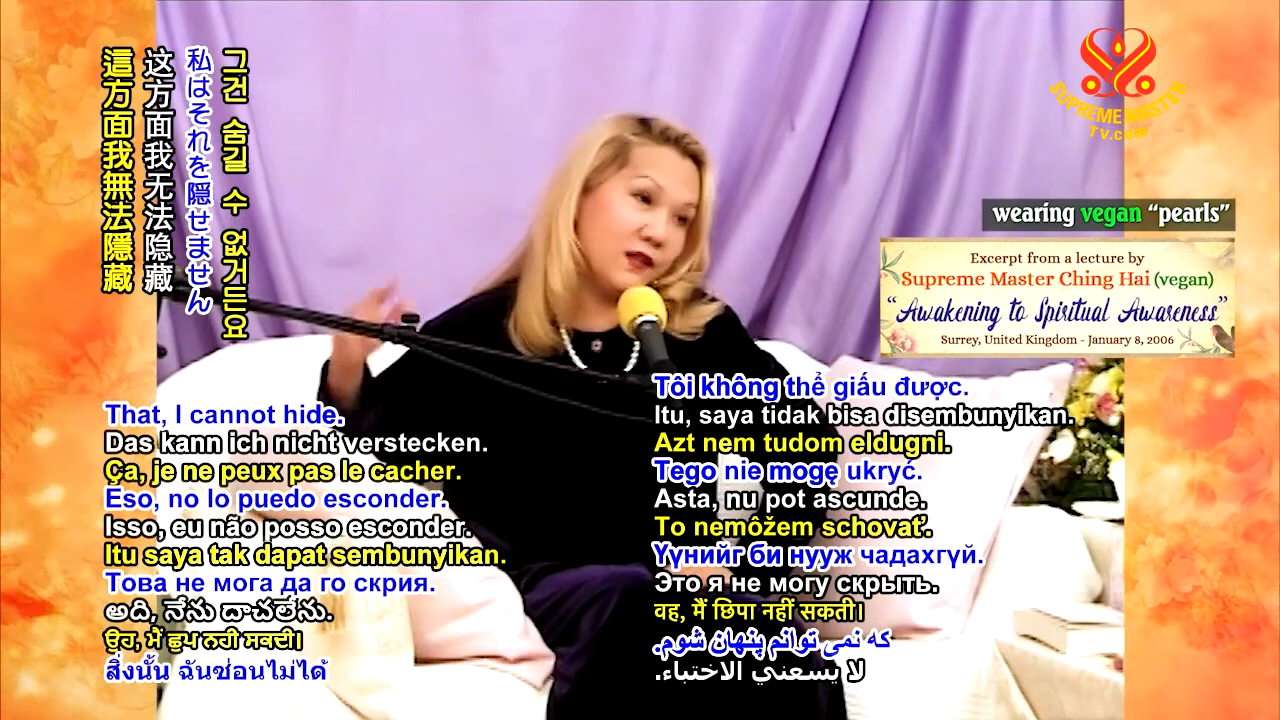 這方面我無法隱藏
这方面我无法隐藏
私はそれを隠せません
그건 숨길 수 없거든요
SUPREME MASTER
TV.com
wearing vegan “pearls”
Excerpt from a lecture by
Supreme Master Ching Hai (vegan)
“Awakening to Spiritual Awareness”
Surrey, United Kingdom - January 8, 2006
That, I cannot hide.
Das kann ich nicht verstecken.
Ça, je ne peux pas le cacher.
Eso, no lo puedo esconder.
Isso, eu não posso esconder.
Itu saya tak dapat sembunyikan.
Това не мога да го скрия.
అది, నేను దాచలేను.
ਉਹ, ਮੈਂ ਛੁਪਾ ਨਹੀਂ ਸਕਦੀ।
สิ่งนั้น ฉันซ่อนไม่ได้
Tôi không thể giấu được.
Itu, saya tidak bisa disembunyikan.
Azt nem tudom eldugni.
Tego nie mogę ukryć.
Asta, nu pot ascunde.
To nemôžem schovať.
Үүнийг би нууж чадахгүй.
Это я не могу скрыть.
वह, मैं छिपा नहीं सकती।
که نمی توانم پنهان شوم.
لا يسعني الاختباء.